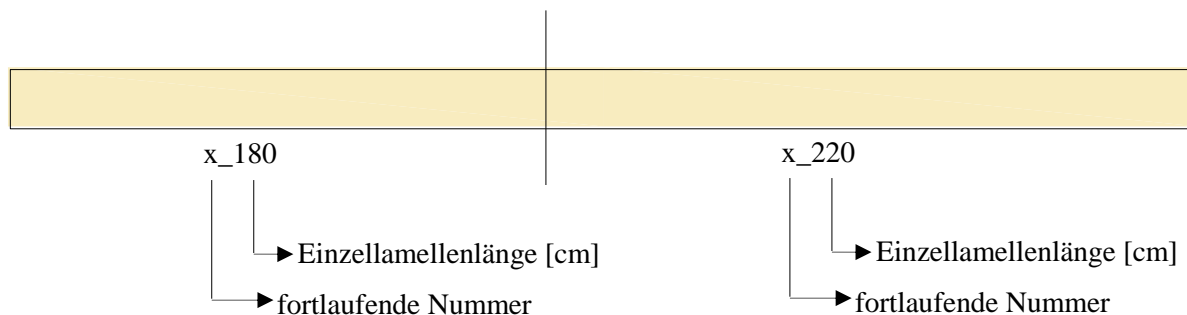 x_180
x_220
Einzellamellenlänge [cm]
Einzellamellenlänge [cm]
fortlaufende Nummer
fortlaufende Nummer